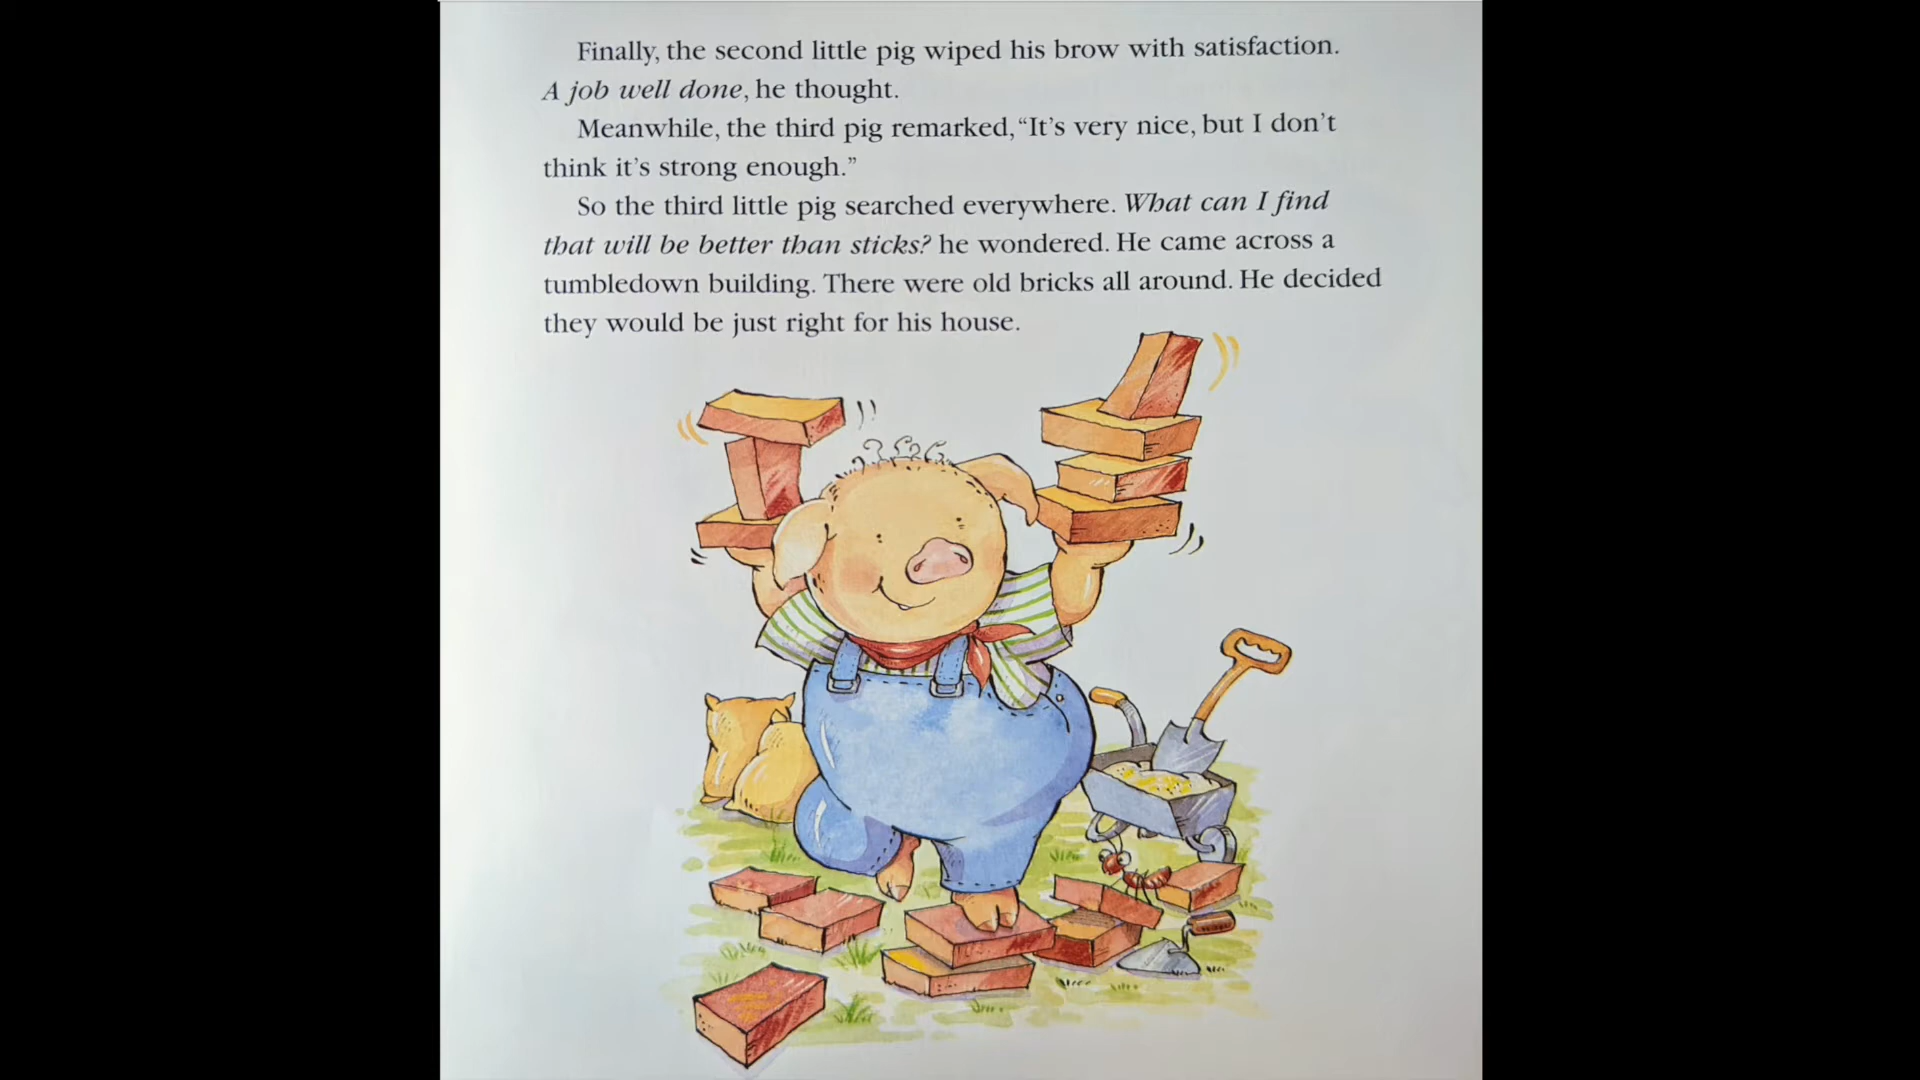 Finally, the second little pig wiped his brow with satisfaction.
A job well done, he thought.
Meanwhile, the third pig remarked, “It’s very nice, but I don’t
think it’s strong enough.”
So the third little pig searched everywhere. What can I find
that will be better than sticks? he wondered. He came across a
tumbledown building. There were old bricks all around. He decided
they would be just right for his house.